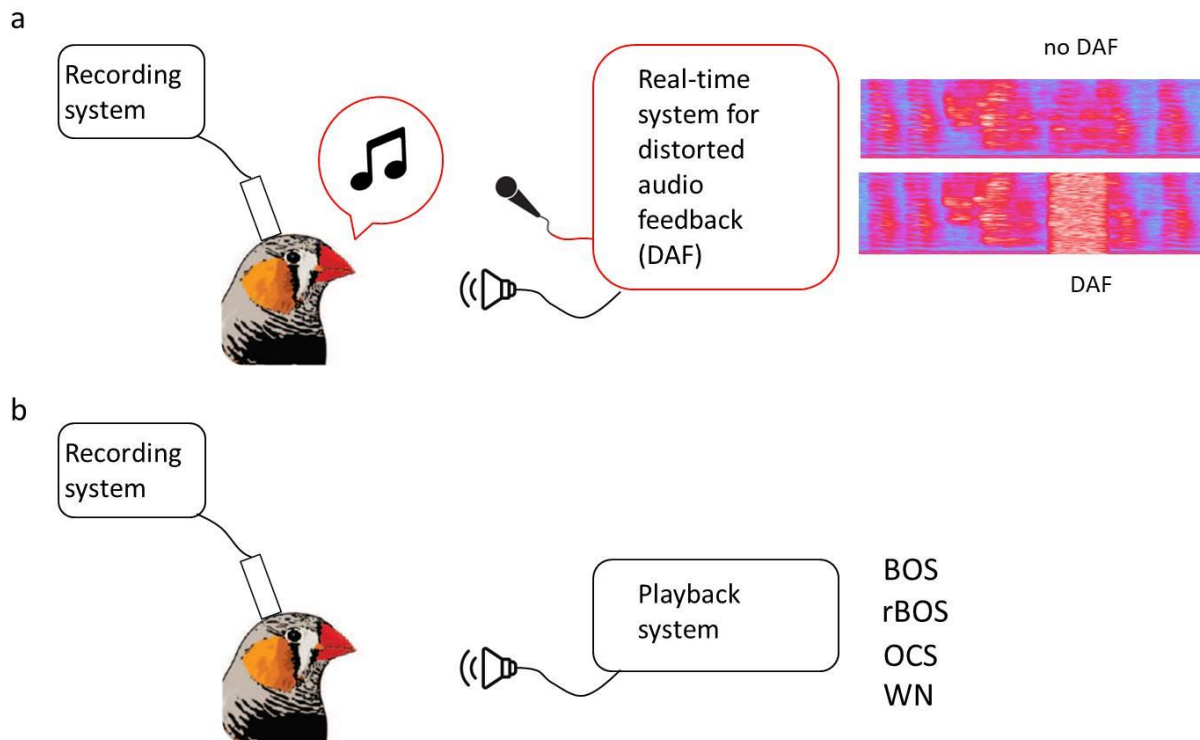 a
Recording
system
Real-time
system for
distorted
audio
feedback
(DAF)
no DAF
DAF
b
Recording
system
Playback
system
BOS
rBOS
OCS
WN